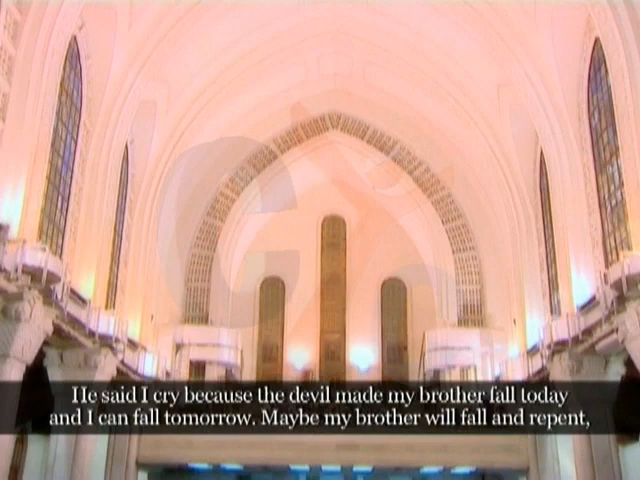 He said I cry because the devil made my brother fall today
and I can fall tomorrow. Maybe my brother will fall and repent,